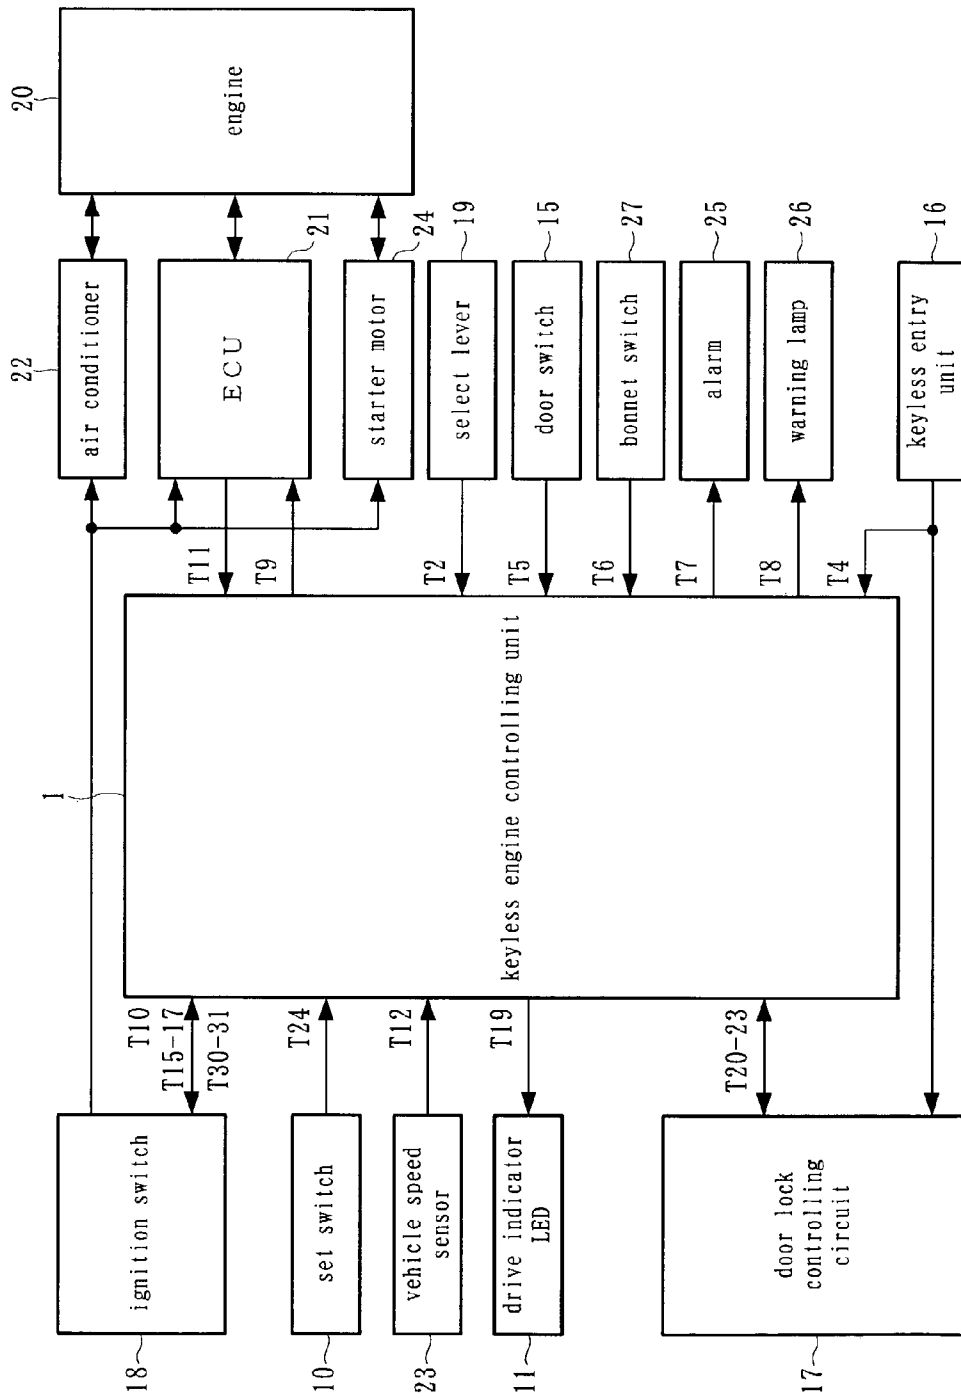 18
ignition switch
10
set switch
23
vehicle speed
sensor
11
drive indicator
LED
17
door lock
controlling
circuit
T10
T15-17
T30-31
T24
T12
T19
T20-23
1
keyless engine controlling unit
T11
T9
T2
T5
T6
T7
T8
T4
22
air conditioner
ECU
21
starter motor
24
select lever
19
door switch
15
bonnet switch
27
alarm
25
warning lamp
26
keyless entry
unit
16
20
engine